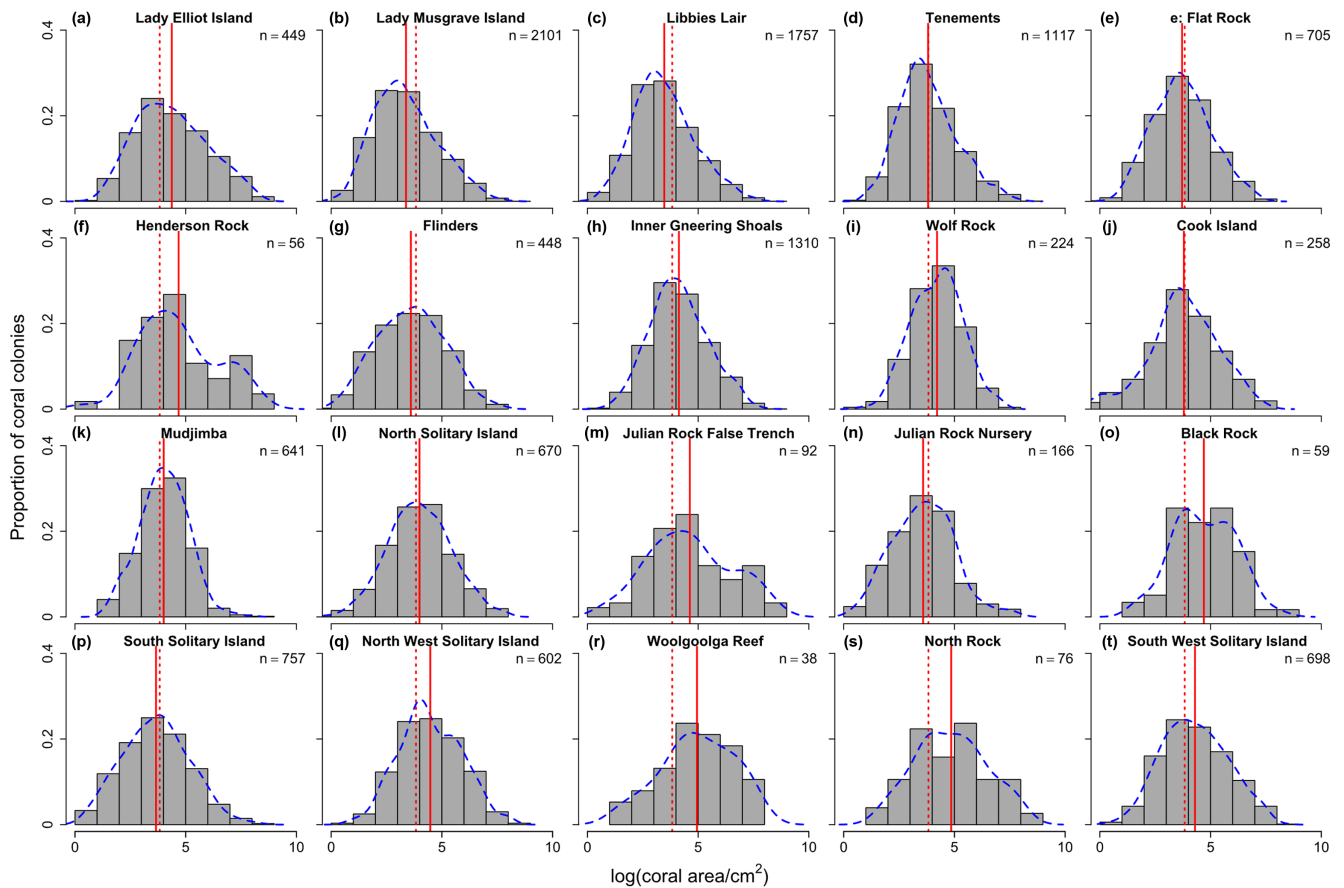 (a) Lady Elliot Island
n = 449
(b) Lady Musgrave Island
n = 2101
(c) Libbies Lair
n = 1757
(d) Tenements
n = 1117
(e) e: Flat Rock
n = 705
0.4
0.2
0
(f) Henderson Rock
n = 56
(g) Flinders
n = 448
(h) Inner Gneering Shoals
n = 1310
(i) Wolf Rock
n = 224
(j) Cook Island
n = 258
0.4
0.2
0
(k) Mudjimba
n = 641
(l) North Solitary Island
n = 670
(m) Julian Rock False Trench
n = 92
(n) Julian Rock Nursery
n = 166
(o) Black Rock
n = 59
0.4
0.2
0
(p) South Solitary Island
n = 757
(q) North West Solitary Island
n = 602
(r) Woolgoolga Reef
n = 38
(s) North Rock
n = 76
(t) South West Solitary Island
n = 698
0.4
0.2
0
0 5 10
0 5 10
0 5 10
0 5 10
0 5 10
Proportion of coral colonies
log(coral area/cm²)